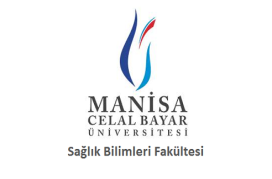 MANİSA
CELAL BAYAR
ÜNİVERSİTESİ
Sağlık Bilimleri Fakültesi